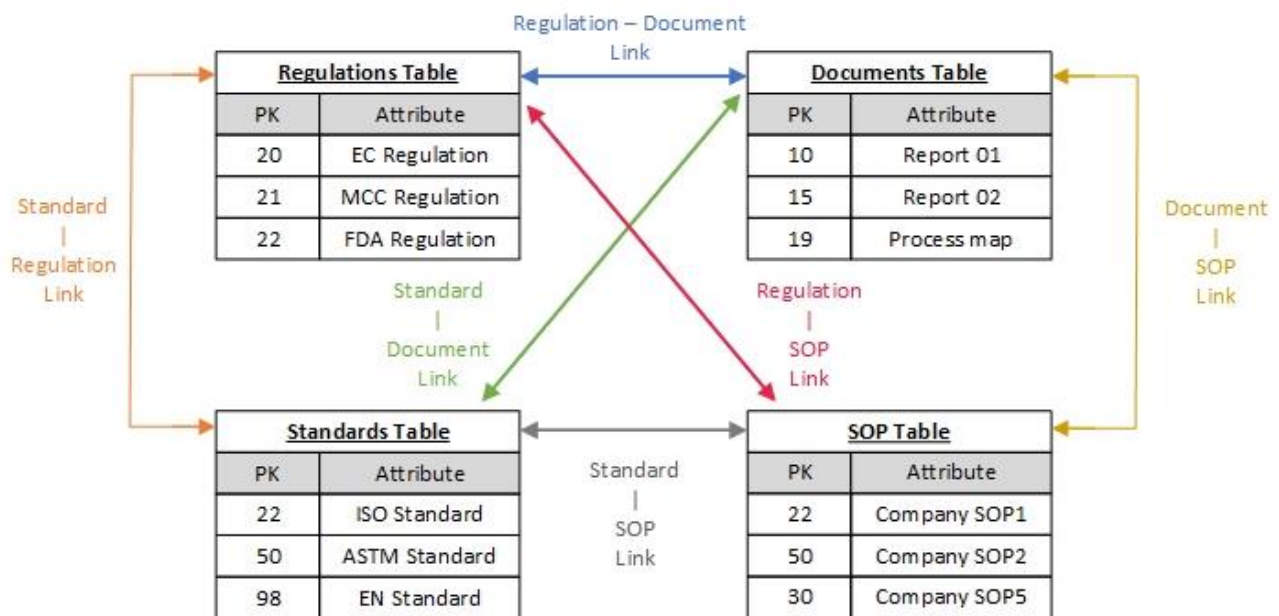 Regulation – Document
Link
Regulations Table
PK Attribute
20 EC Regulation
21 MCC Regulation
22 FDA Regulation
Documents Table
PK Attribute
10 Report 01
15 Report 02
19 Process map
Standard
|
Regulation
Link
Standard
|
Document
Link
Regulation
|
SOP
Link
Document
|
SOP
Link
Standards Table
PK Attribute
22 ISO Standard
50 ASTM Standard
98 EN Standard
Standard
|
SOP
Link
SOP Table
PK Attribute
22 Company SOP1
50 Company SOP2
30 Company SOP5